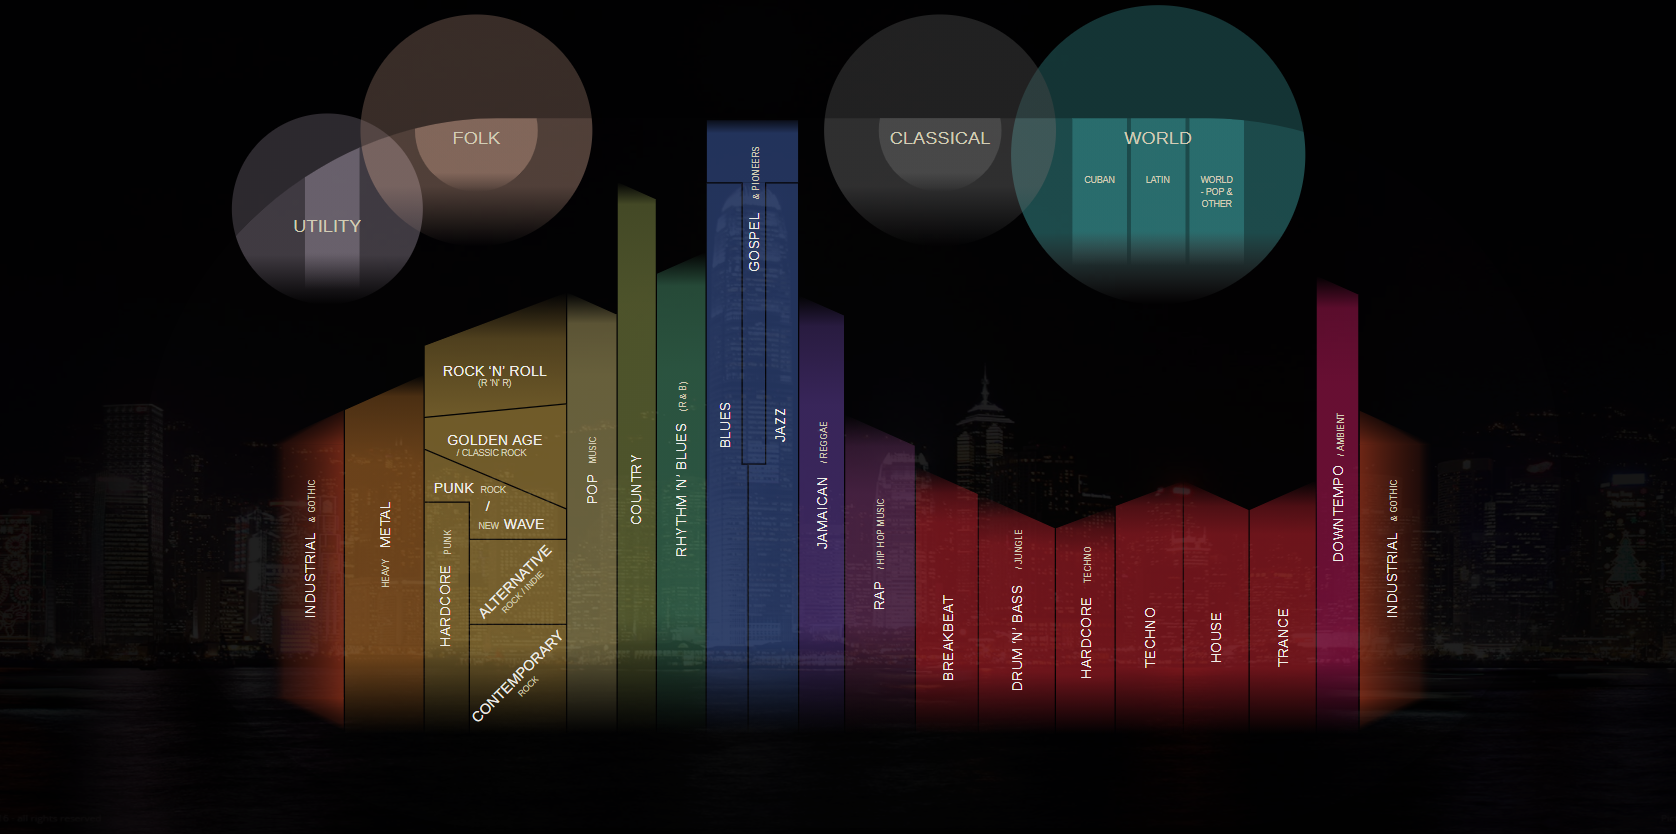 FOLK
CLASSICAL
WORLD
CUBAN
LATIN
WORLD
- POP &
OTHER
UTILITY
INDUSTRIAL & GOTHIC
HEAVY METAL
ROCK ‘N’ ROLL
(R ‘N’ R)
GOLDEN AGE
/ CLASSIC ROCK
PUNK ROCK
/
NEW WAVE
HARDCORE PUNK
ALTERNATIVE
ROCK / INDIE
CONTEMPORARY
ROCK
POP MUSIC
COUNTRY
RHYTHM ’N’ BLUES (R & B)
BLUES
GOSPEL & PIONEERS
JAZZ
JAMAICAN / REGGAE
RAP / HIP HOP MUSIC
BREAKBEAT
DRUM ’N’ BASS / JUNGLE
HARDCORE TECHNO
TECHNO
HOUSE
TRANCE
DOWNTEMPO / AMBIENT
INDUSTRIAL & GOTHIC
all rights reserved